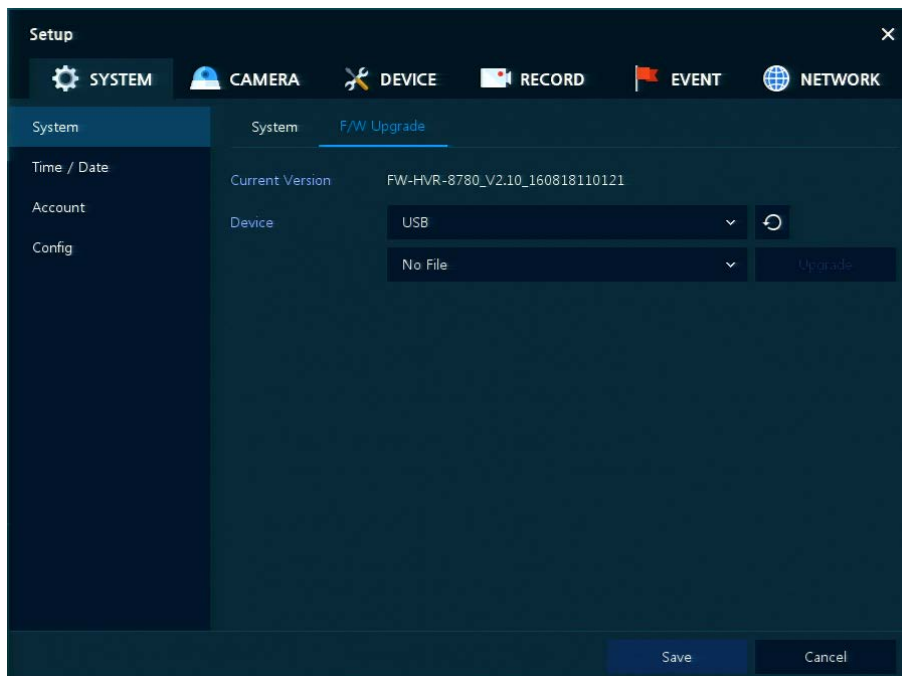 Setup
SYSTEM CAMERA DEVICE RECORD EVENT NETWORK
System
Time / Date
Account
Config
System F/W Upgrade
Current Version FW-HVR-8780_V2.10_160818110121
Device USB
No File Upgrade
Save Cancel